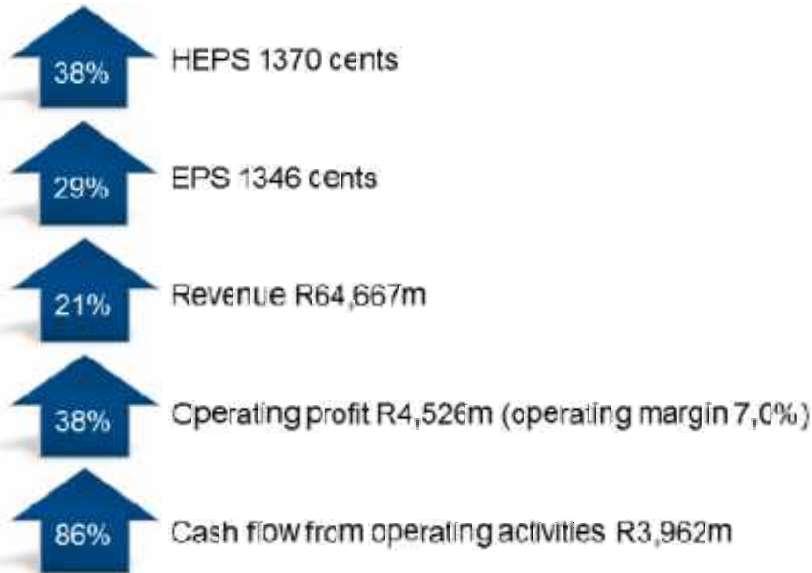 38%
HEPS 1370 cents
29%
EPS 1346 cents
21%
Revenue R64,667m
38%
Operating profit R4,526m (operating margin 7,0%)
86%
Cash flow from operating activities R3,962m